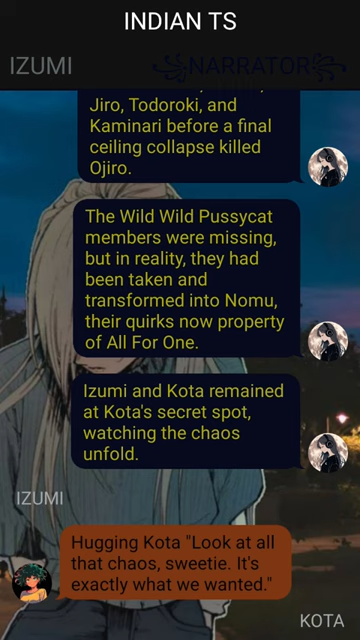 INDIAN TS
IZUMI
NARRATOR
Jiro, Todoroki, and
Kaminari before a final
ceiling collapse killed
Ojiro.
The Wild Wild Pussycat
members were missing,
but in reality, they had
been taken and
transformed into Nomu,
their quirks now property
of All For One.
Izumi and Kota remained
at Kota's secret spot,
watching the chaos
unfold.
IZUMI
Hugging Kota "Look at all
that chaos, sweetie. It's
exactly what we wanted."
KOTA